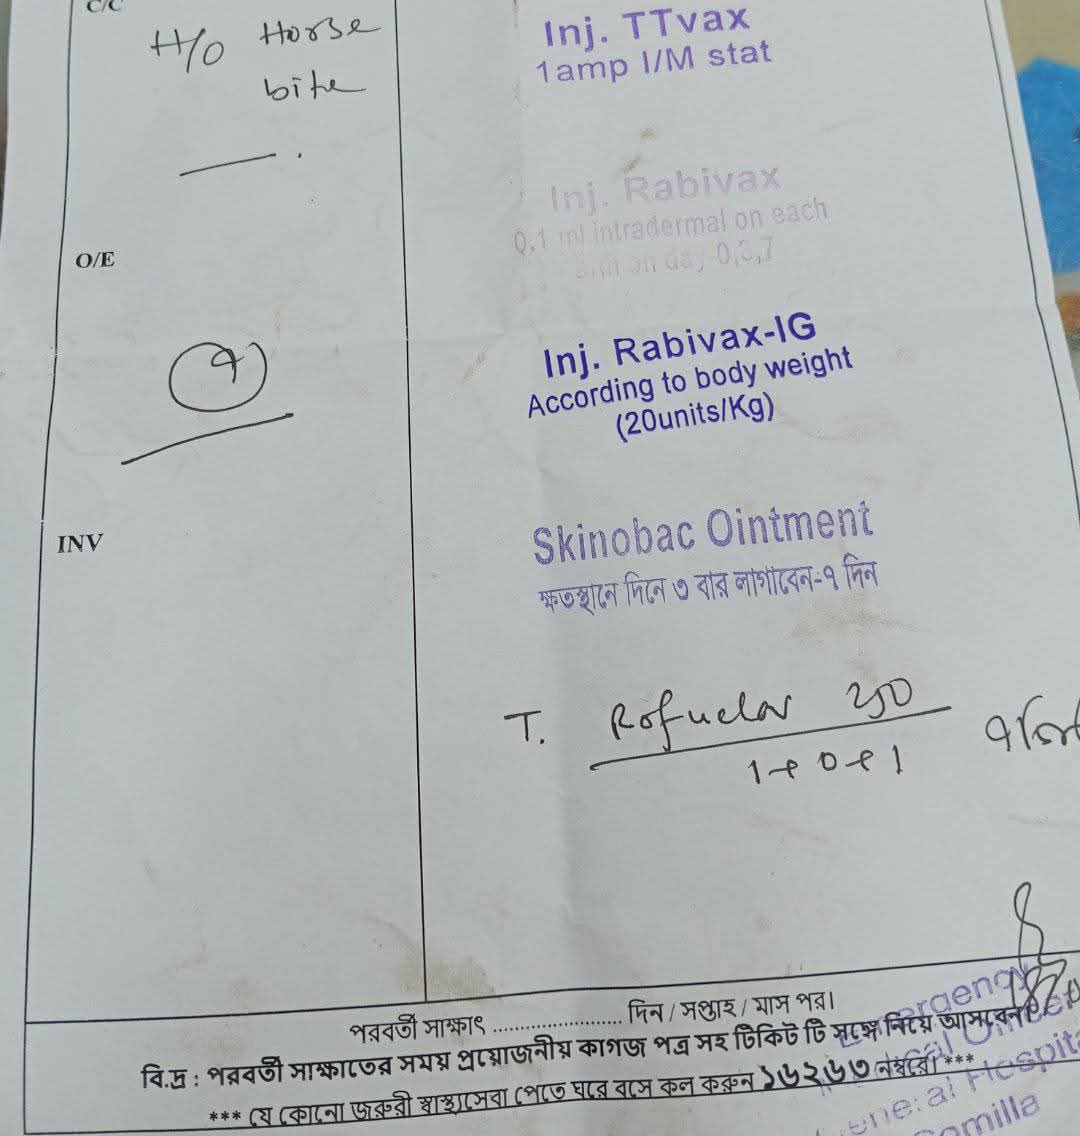 C/C
H/O Horse
bite
O/E
INV
Inj. TTvax
1amp I/M stat
Inj. Rabivax
0,1 ml intradermal on each
arm on day 0,3,7
Inj. Rabivax-IG
According to body weight
(20units/Kg)
Skinobac Ointment
ক্ষতস্থানে দিনে ৩ বার লাগাবেন-৭ দিন
T. Rofuclav 250
1+0+1
পরবর্তী সাক্ষাৎ ........................ দিন / সপ্তাহ / মাস পর।
বি.দ্র : পরবর্তী সাক্ষাতের সময় প্রয়োজনীয় কাগজ পত্র সহ টিকিট টি সঙ্গে নিয়ে আসবেন।
*** যে কোনো জরুরী স্বাস্থ্যসেবা পেতে ঘরে বসে কল করুন ১৬২৬৩ নম্বরে। ***